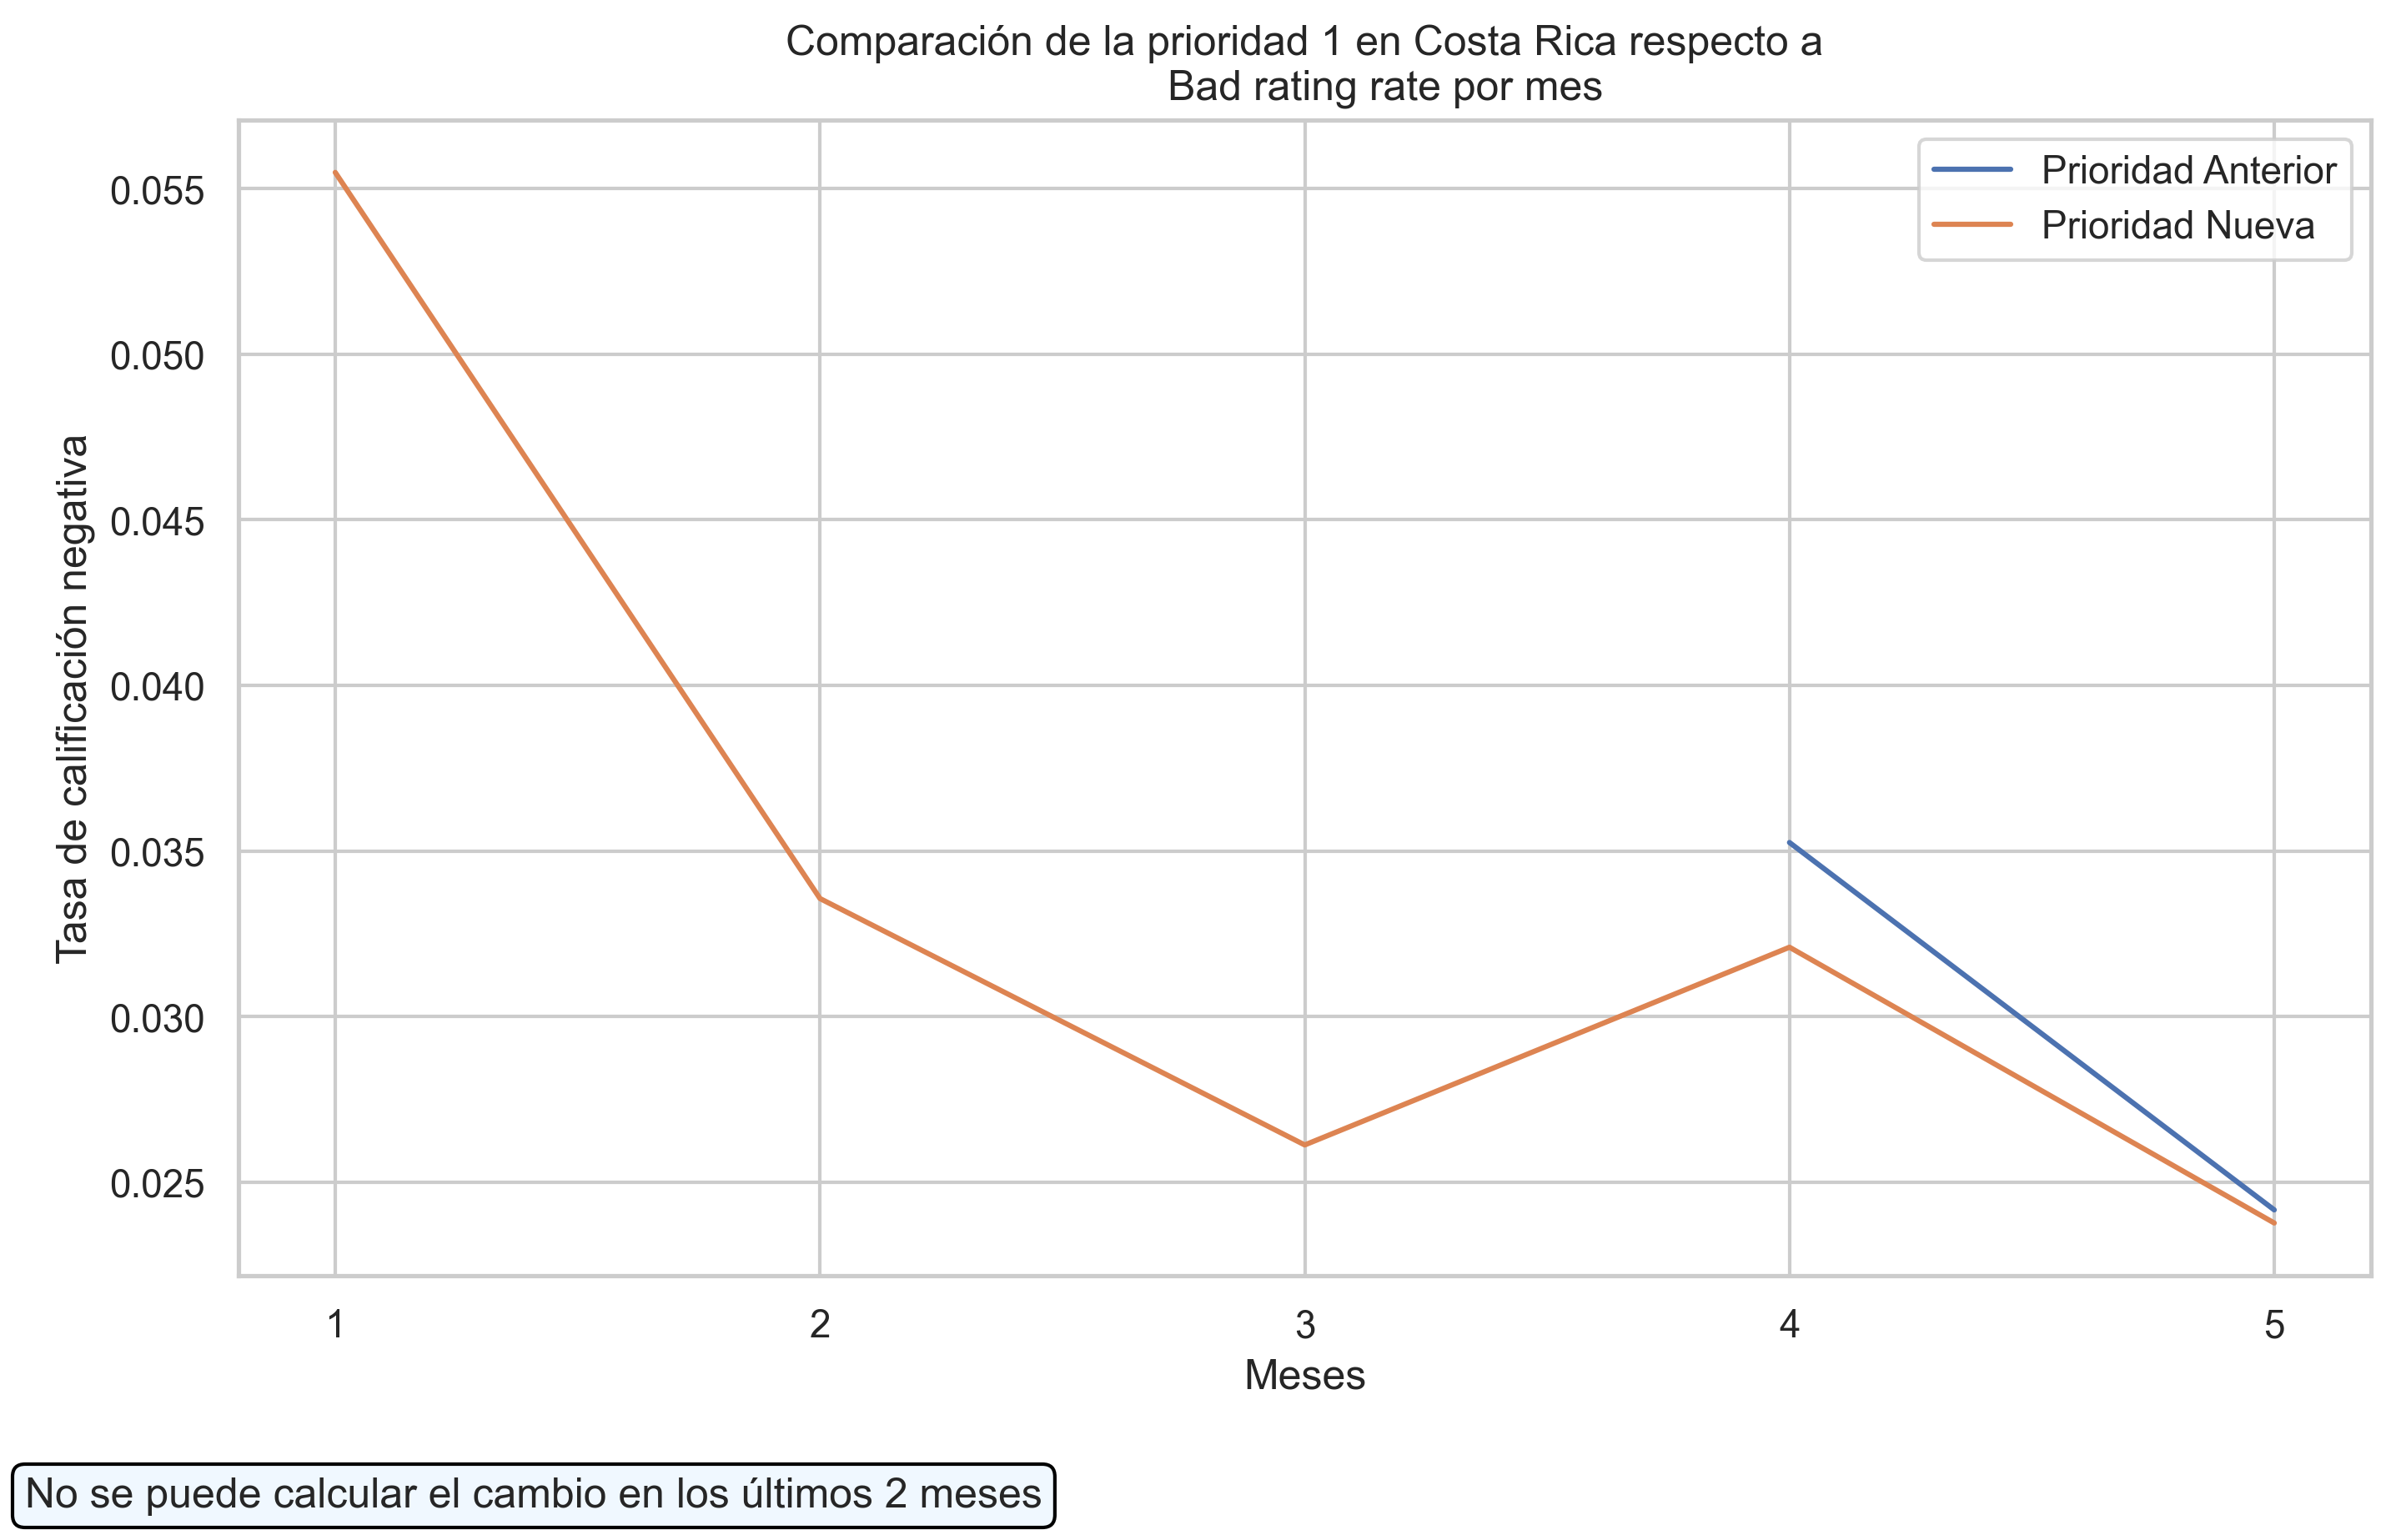 Comparación de la prioridad 1 en Costa Rica respecto a
Bad rating rate por mes
Prioridad Anterior
Prioridad Nueva
Tasa de calificación negativa
0.055
0.050
0.045
0.040
0.035
0.030
0.025
1 2 3 4 5
Meses
No se puede calcular el cambio en los últimos 2 meses